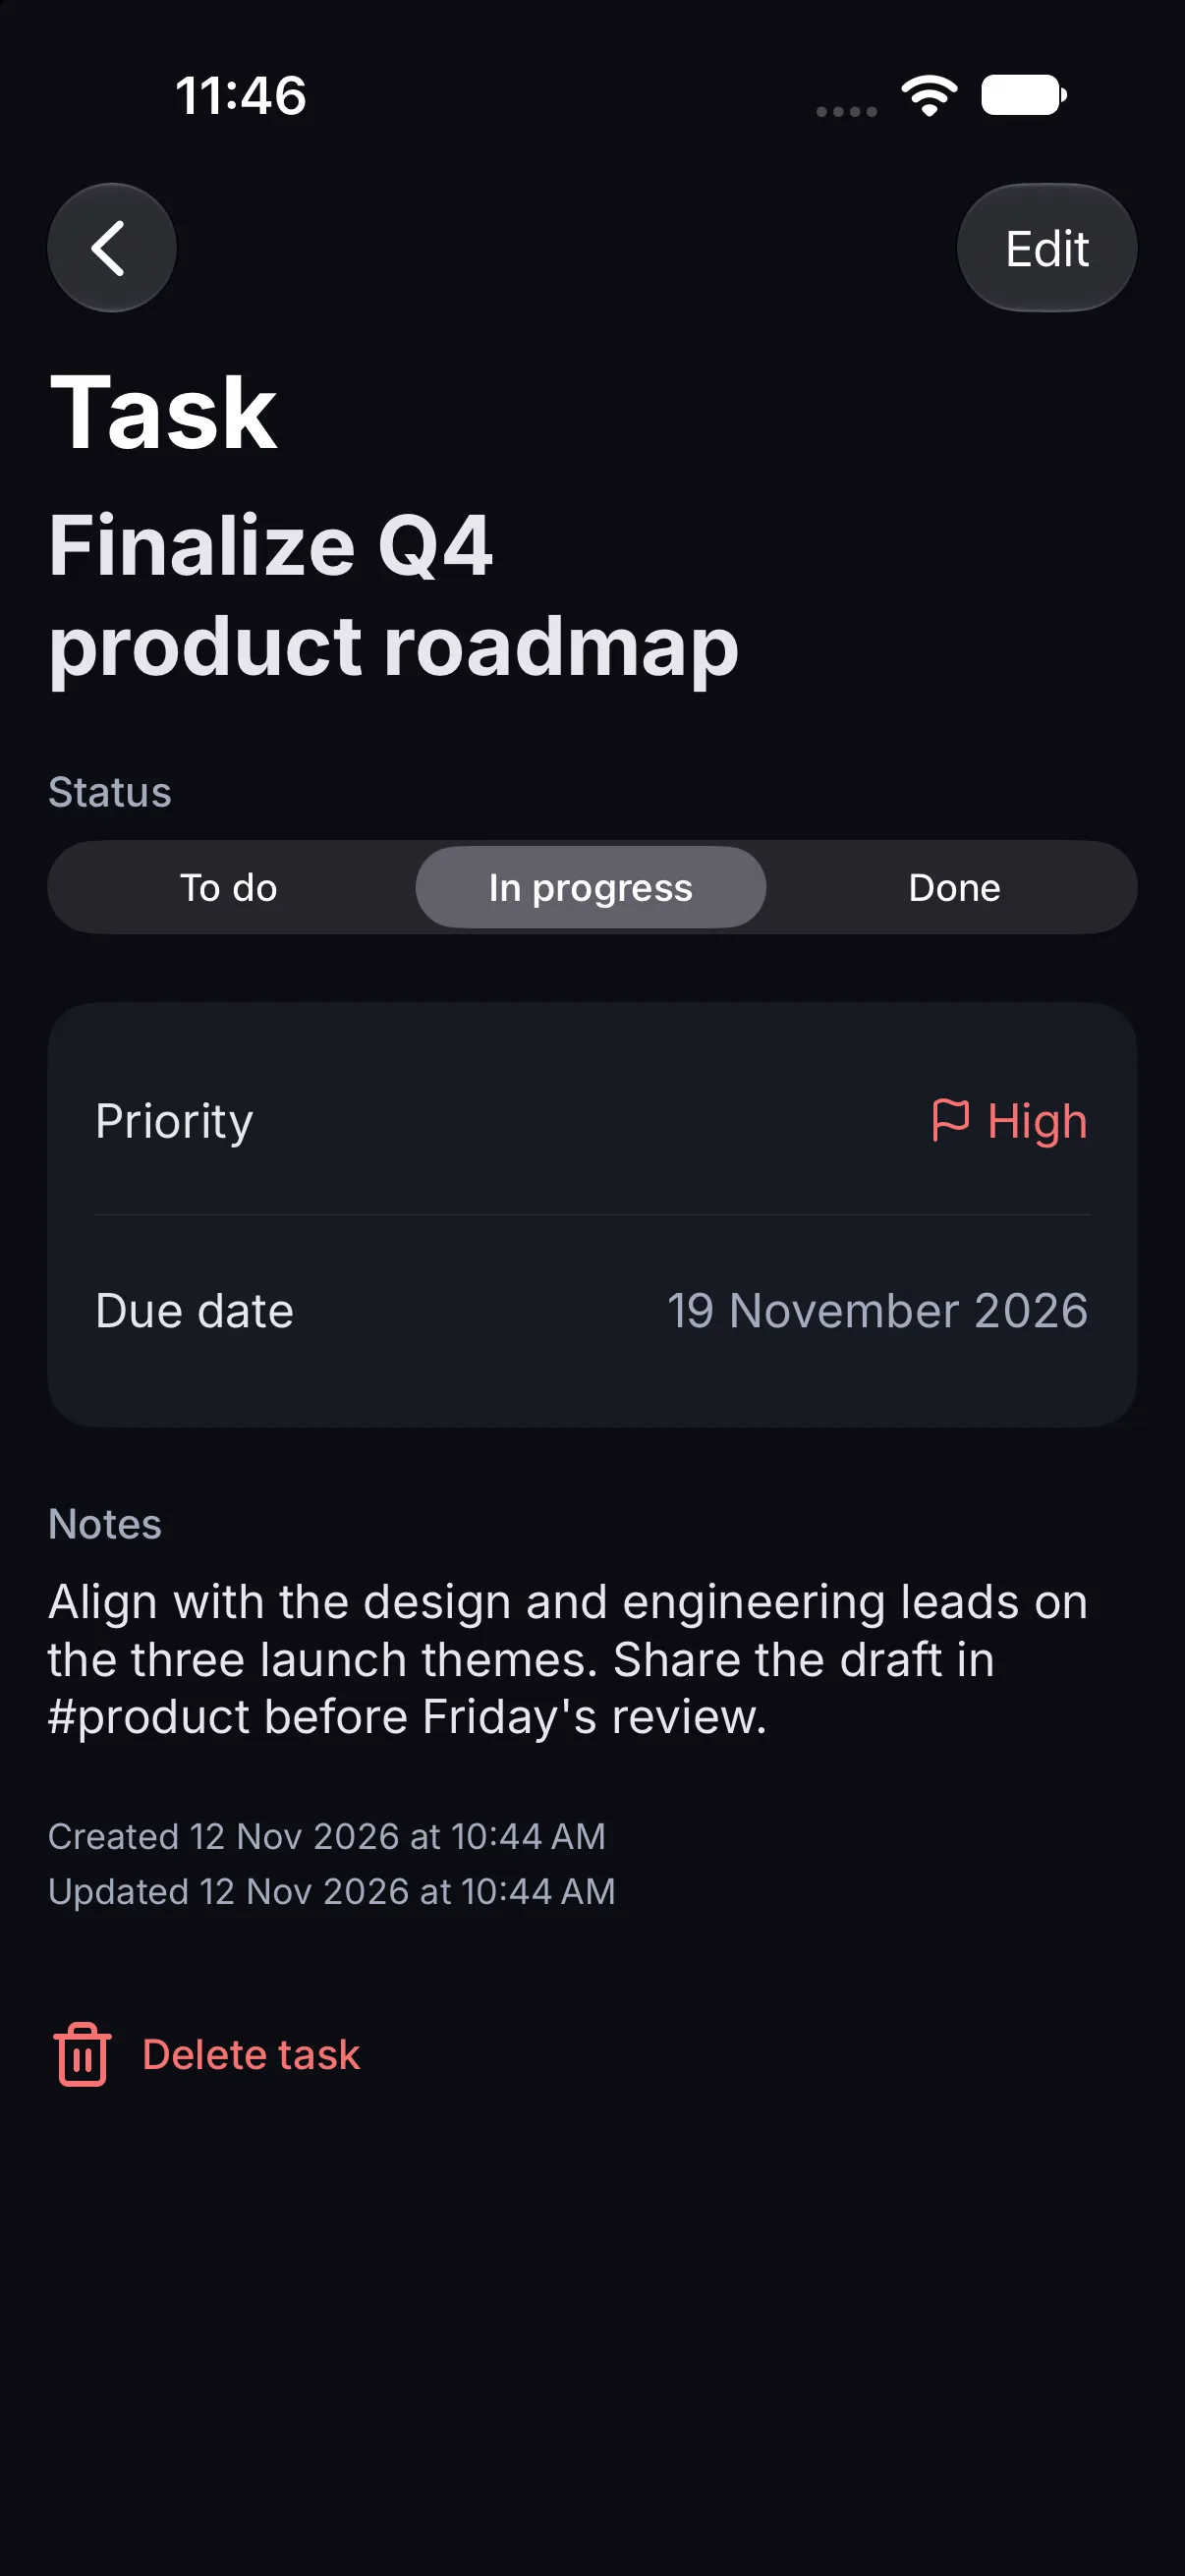 11:46
Edit
Task
Finalize Q4
product roadmap
Status
To do
In progress
Done
Priority
High
Due date
19 November 2026
Notes
Align with the design and engineering leads on
the three launch themes. Share the draft in
#product before Friday's review.
Created 12 Nov 2026 at 10:44 AM
Updated 12 Nov 2026 at 10:44 AM
Delete task